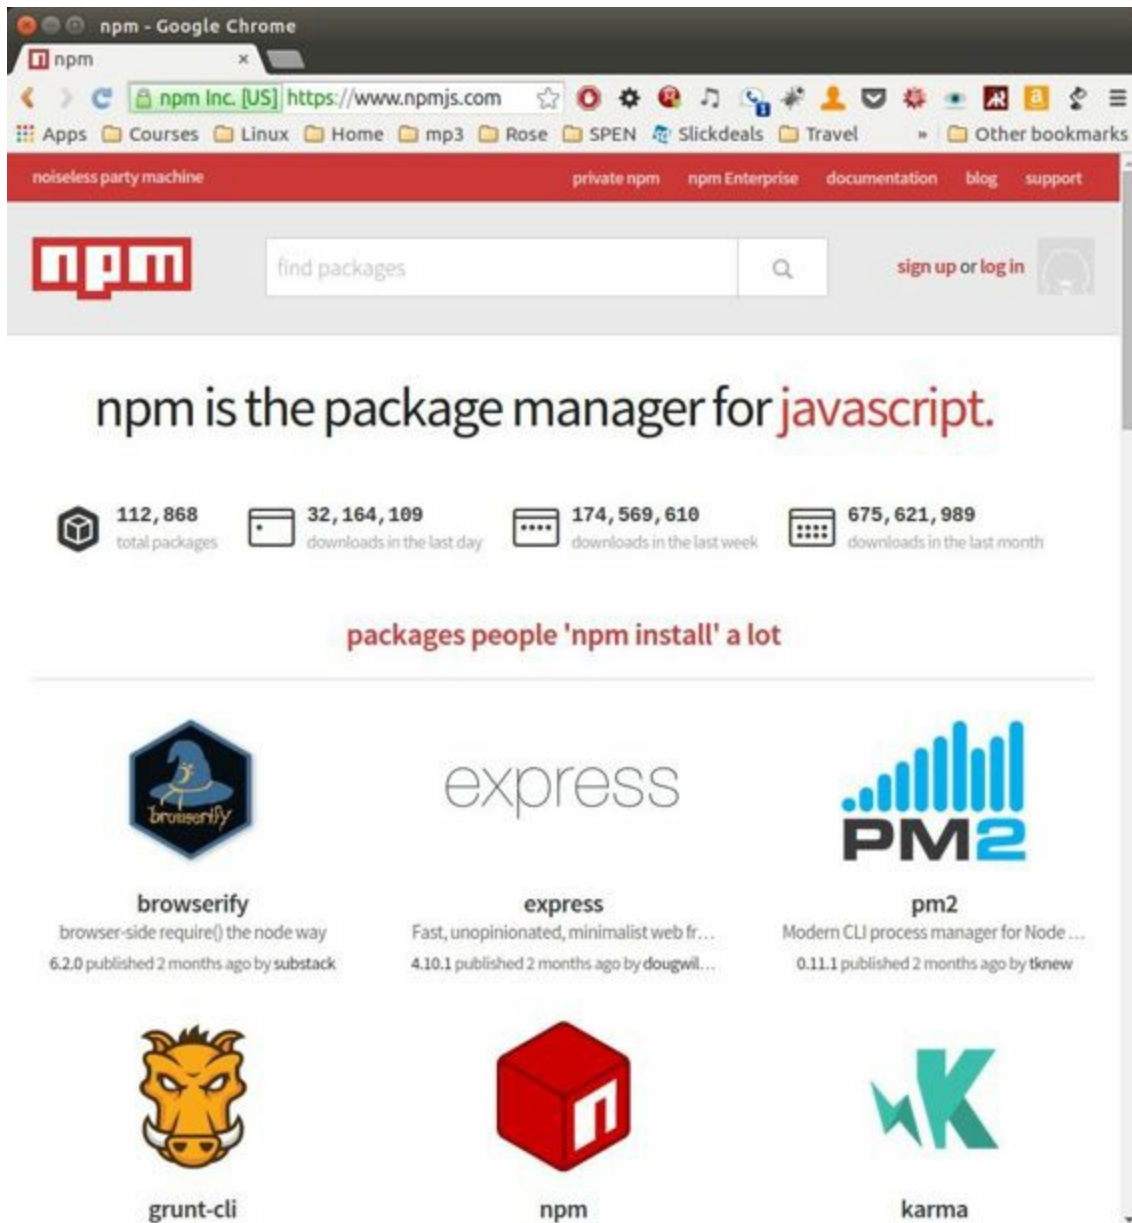 npm - Google Chrome
npm
npm Inc. [US] https://www.npmjs.com
Apps Courses Linux Home mp3 Rose SPEN Slickdeals Travel » Other bookmarks
noiseless party machine private npm npm Enterprise documentation blog support
npm find packages sign up or log in
npm is the package manager for javascript.
112,868 32,164,109 174,569,610 675,621,989
total packages downloads in the last day downloads in the last week downloads in the last month
packages people 'npm install' a lot
browserify express PM2
browserify express pm2
browser-side require() the node way Fast, unopinionated, minimalist web fr... Modern CLI process manager for Node ...
6.2.0 published 2 months ago by substack 4.10.1 published 2 months ago by dougwil... 0.11.1 published 2 months ago by tknew
n K
grunt-cli npm karma